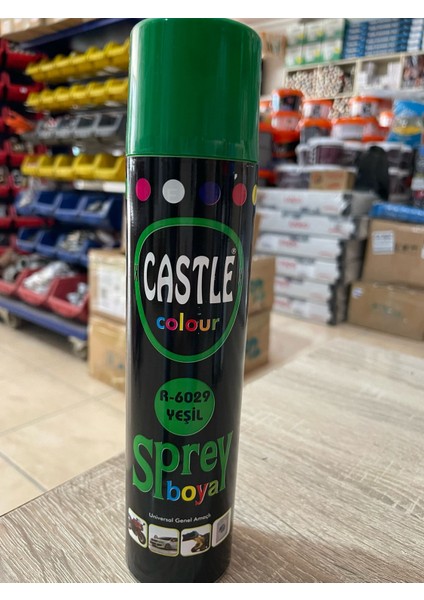 CASTLE®
colour
R-6029
YEŞİL
Sprey
boya
Universal Genel Amaçlı